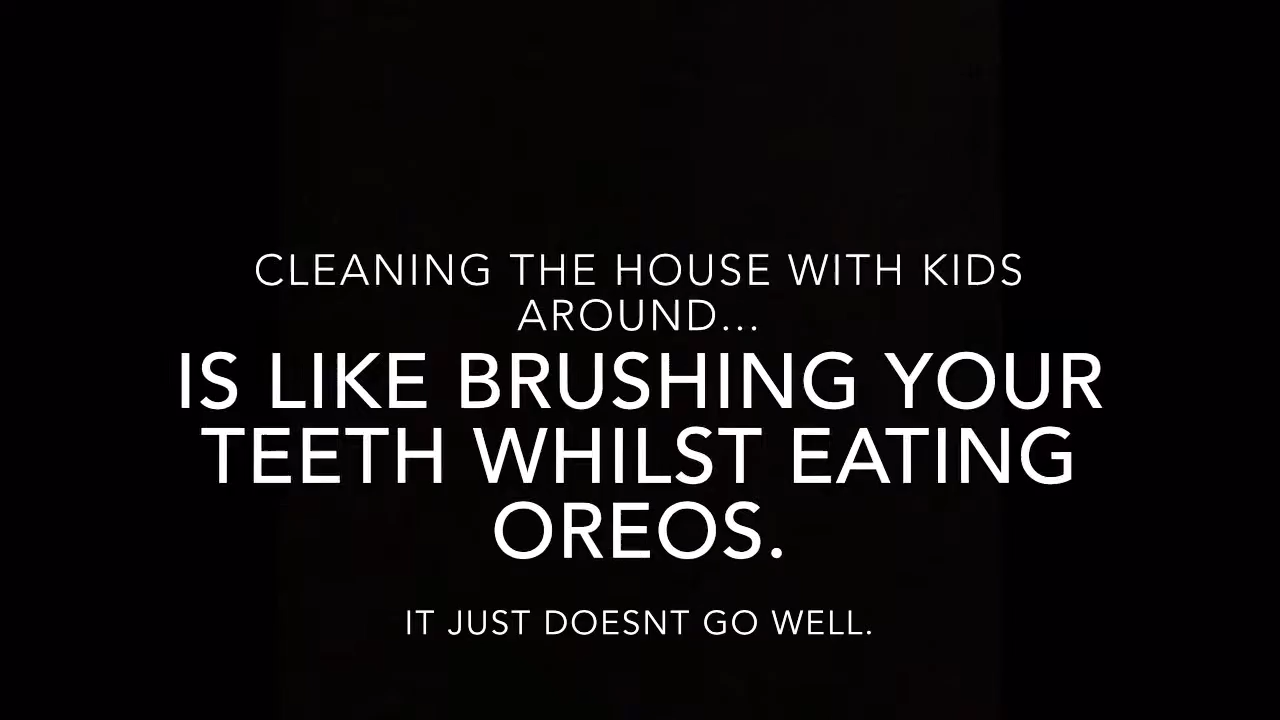 CLEANING THE HOUSE WITH KIDS
AROUND...
IS LIKE BRUSHING YOUR
TEETH WHILST EATING
OREOS.
IT JUST DOESNT GO WELL.